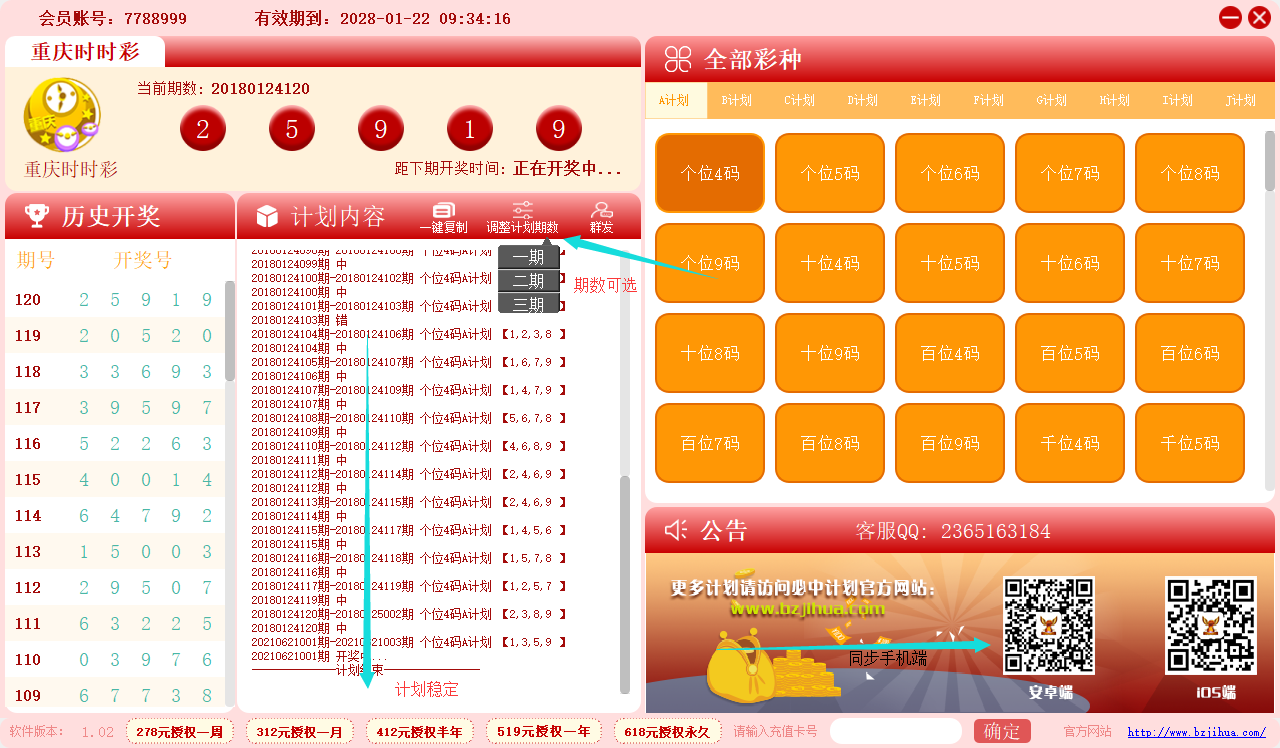 会员账号: 7788999
有效期到: 2028-01-22 09:34:16
重庆时时彩
当前期数: 20180124120
2 5 9 1 9
重庆时时彩
距下期开奖时间: 正在开奖中...
历史开奖
期号 开奖号
120 2 5 9 1 9
119 2 0 5 2 0
118 3 3 6 9 3
117 3 9 5 9 7
116 5 2 2 6 3
115 4 0 0 1 4
114 6 4 7 9 2
113 1 5 0 0 3
112 2 9 5 0 7
111 6 3 2 2 5
110 0 3 9 7 6
109 6 7 7 3 8
计划内容
一键复制
调整计划期数
群发
一期
二期
三期
期数可选
20180124099期 中
20180124100期-20180124102期 个位4码A计划
20180124100期 中
20180124101期-20180124103期 个位4码A计划
20180124103期 错
20180124104期-20180124106期 个位4码A计划 【1,2,3,8 】
20180124104期 中
20180124105期-20180124107期 个位4码A计划 【1,6,7,9 】
20180124106期 中
20180124107期-20180124109期 个位4码A计划 【1,4,7,9 】
20180124107期 中
20180124108期-20180124110期 个位4码A计划 【5,6,7,8 】
20180124109期 中
20180124110期-20180124112期 个位4码A计划 【4,6,8,9 】
20180124111期 中
20180124112期-20180124114期 个位4码A计划 【2,4,6,9 】
20180124112期 中
20180124113期-20180124115期 个位4码A计划 【2,4,6,9 】
20180124114期 中
20180124115期-20180124117期 个位4码A计划 【1,4,5,6 】
20180124115期 中
20180124116期-20180124118期 个位4码A计划 【1,5,7,8 】
20180124116期 中
20180124117期-20180124119期 个位4码A计划 【1,2,5,7 】
20180124119期 中
20180124120期-20180125002期 个位4码A计划 【2,3,8,9 】
20180124120期 中
20210621001期-20210621003期 个位4码A计划 【1,3,5,9 】
20210621001期 开奖中...
计划结束
计划稳定
全部彩种
A计划 B计划 C计划 D计划 E计划 F计划 G计划 H计划 I计划 J计划
个位4码 个位5码 个位6码 个位7码 个位8码
个位9码 十位4码 十位5码 十位6码 十位7码
十位8码 十位9码 百位4码 百位5码 百位6码
百位7码 百位8码 百位9码 千位4码 千位5码
公告
客服QQ: 2365163184
更多计划请访问必中计划官方网站:
www.bzjihua.com
同步手机端
安卓端
iOS端
软件版本: 1.02
278元授权一周
312元授权一月
412元授权半年
519元授权一年
618元授权永久
请输入充值卡号
确定
官方网站
http://www.bzjihua.com/